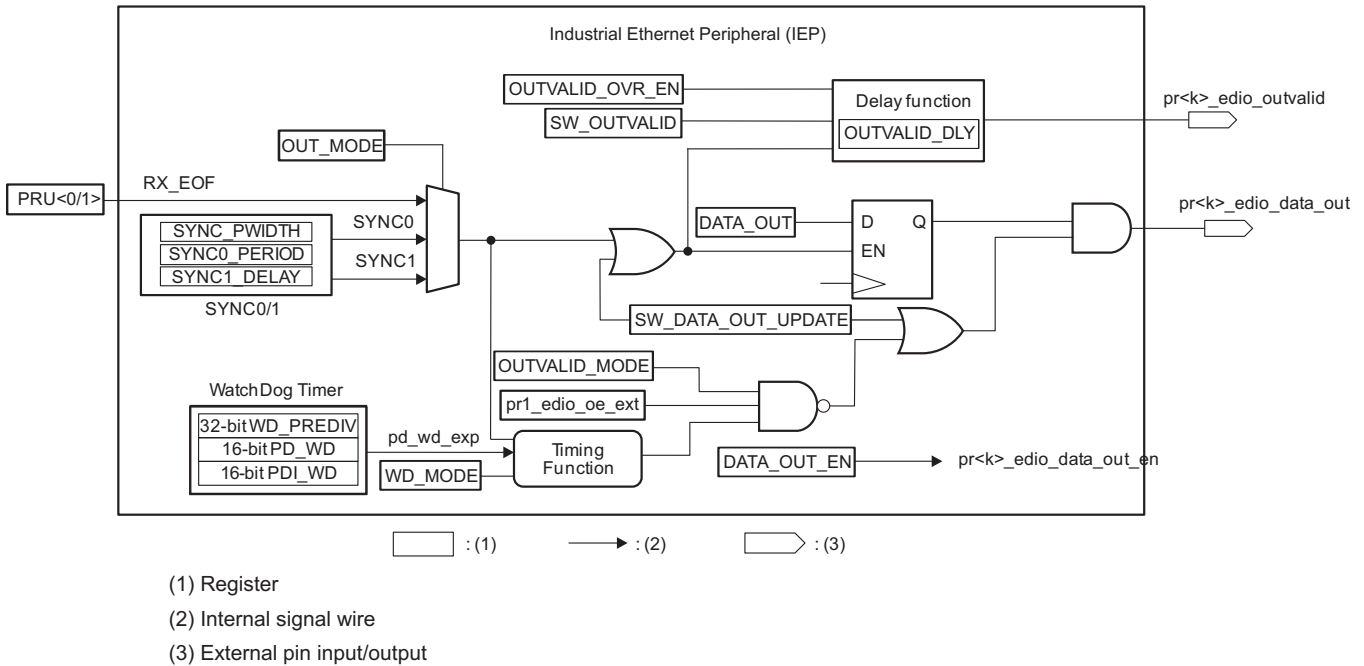 Industrial Ethernet Peripheral (IEP)
OUTVALID_OVR_EN
SW_OUTVALID
Delay function
OUTVALID_DLY
pr<k>_edio_outvalid
OUT_MODE
PRU<0/1>
RX_EOF
SYNC_PWIDTH
SYNC0_PERIOD
SYNC1_DELAY
SYNC0/1
SYNC0
SYNC1
DATA_OUT
D
Q
EN
pr<k>_edio_data_out
SW_DATA_OUT_UPDATE
OUTVALID_MODE
pr1_edio_oe_ext
WatchDog Timer
32-bit WD_PREDIV
16-bit PD_WD
16-bit PDI_WD
pd_wd_exp
WD_MODE
Timing
Function
DATA_OUT_EN
pr<k>_edio_data_out_en
: (1)
: (2)
: (3)
(1) Register
(2) Internal signal wire
(3) External pin input/output